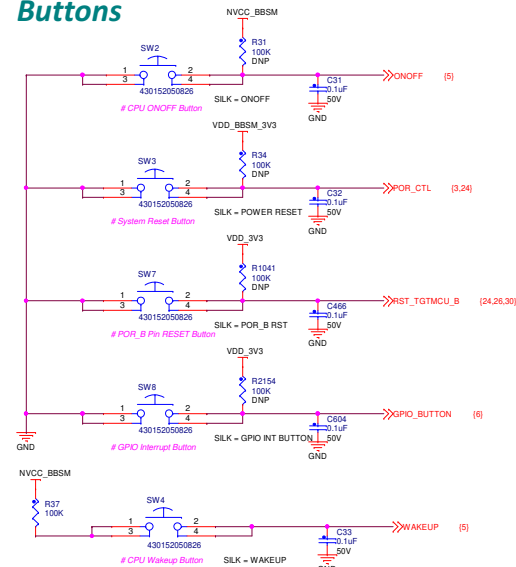 Buttons
NVCC_BBSM
R31
100K
DNP
SW2
1 2
3 4
430152050826
# CPU ONOFF Button
SILK = ONOFF
C31
0.1uF
50V
GND
ONOFF {5}
VDD_BBSM_3V3
R34
100K
DNP
SW3
1 2
3 4
430152050826
# System Reset Button
SILK = POWER RESET
C32
0.1uF
50V
GND
POR_CTL {3,24}
VDD_3V3
R1041
100K
DNP
SW7
1 2
3 4
430152050826
# POR_B Pin RESET Button
SILK = POR_B RST
C466
0.1uF
50V
GND
RST_TGTMCU_B {24,26,30}
VDD_3V3
R2154
100K
DNP
SW8
1 2
3 4
430152050826
# GPIO Interrupt Button
SILK = GPIO INT BUTTON
C604
0.1uF
50V
GND
GPIO_BUTTON {6}
GND
NVCC_BBSM
R37
100K
SW4
1 2
3 4
430152050826
# CPU Wakeup Button
SILK = WAKEUP
C33
0.1uF
50V
GND
WAKEUP {5}